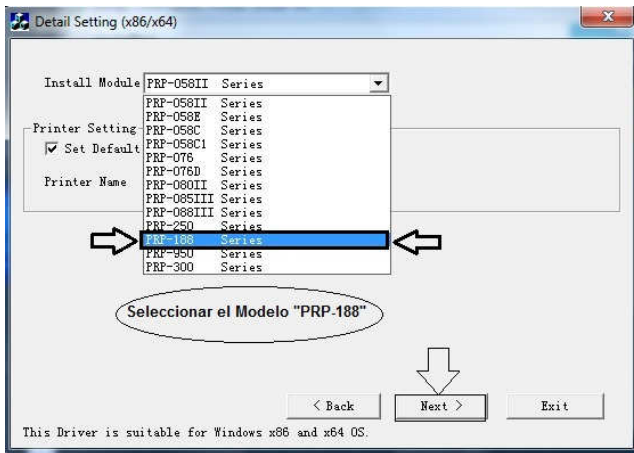 Detail Setting (x86/x64)
Install Module PRP-058II Series
PRP-058II Series
PRP-058E Series
PRP-058C Series
PRP-058C1 Series
PRP-076 Series
PRP-076D Series
PRP-080II Series
PRP-085III Series
PRP-088III Series
PRP-250 Series
PRP-188 Series
PRP-950 Series
PRP-300 Series
Printer Setting
Set Default
Printer Name
Seleccionar el Modelo "PRP-188"
< Back Next > Exit
This Driver is suitable for Windows x86 and x64 OS.